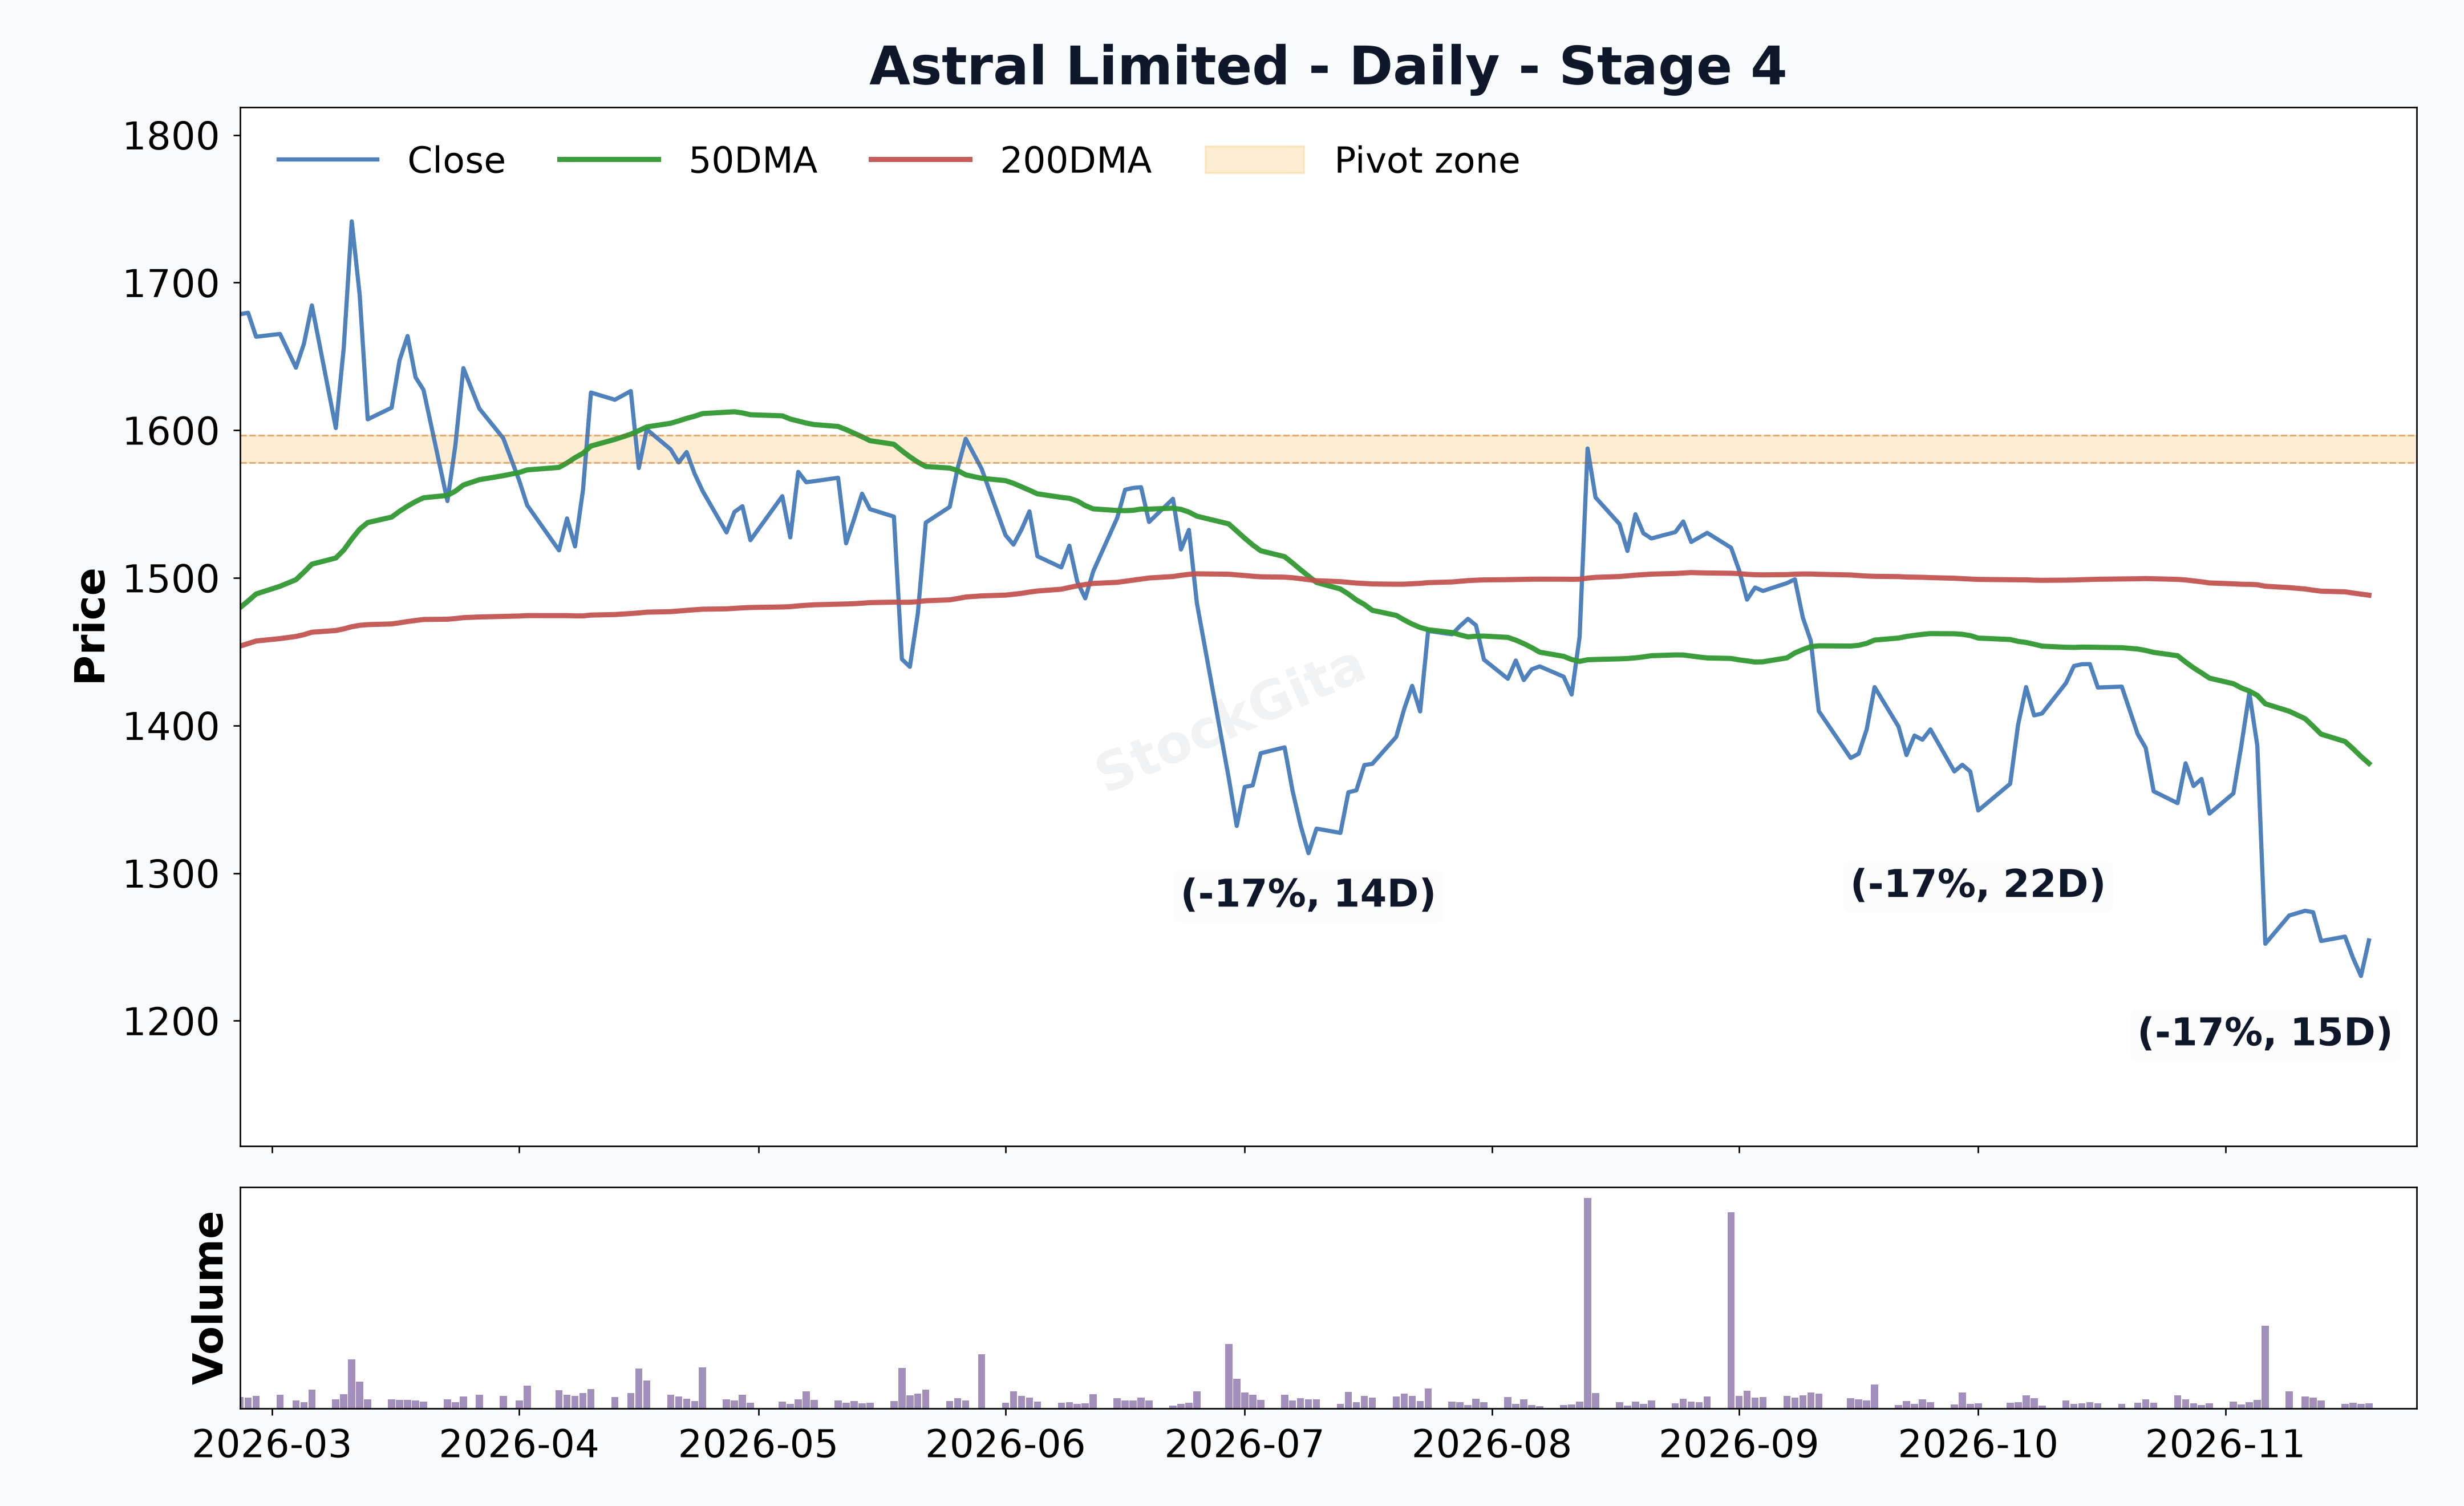 Astral Limited - Daily - Stage 4
Close 50DMA 200DMA Pivot zone
Price
1800
1700
1600
1500
1400
1300
1200
StockGita
(-17%, 14D)
(-17%, 22D)
(-17%, 15D)
Volume
2026-03 2026-04 2026-05 2026-06 2026-07 2026-08 2026-09 2026-10 2026-11